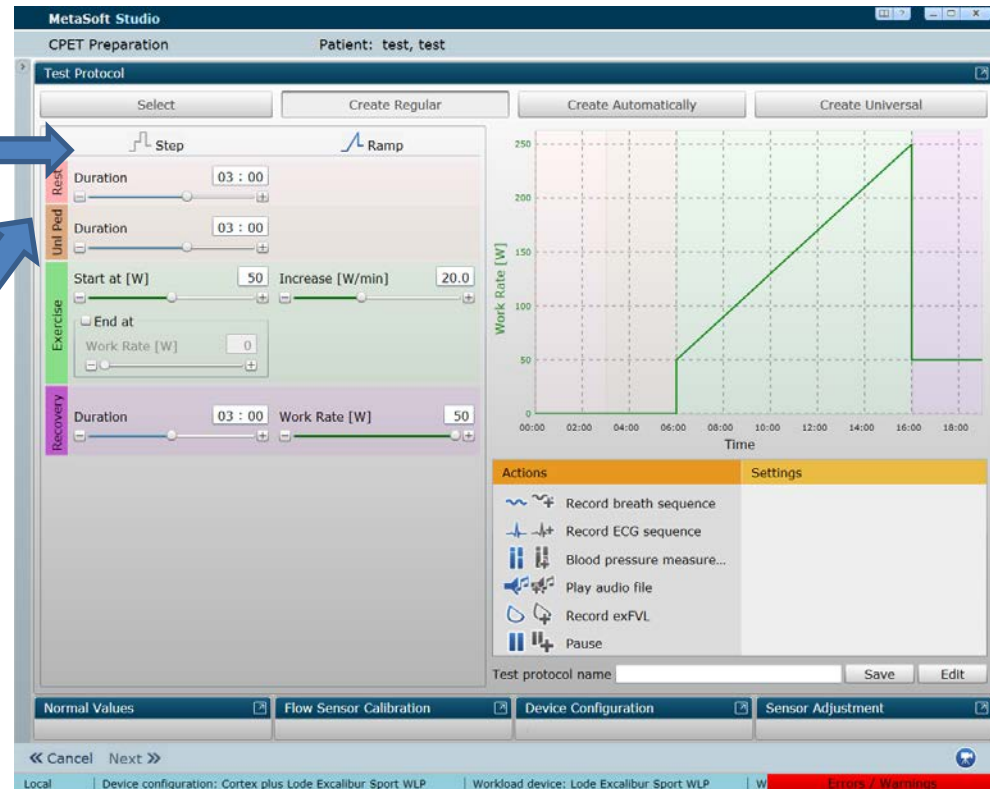 MetaSoft Studio
CPET Preparation Patient: test, test
Test Protocol
Select Create Regular Create Automatically Create Universal
Step Ramp
Rest
Duration 03 : 00
Unl Ped
Duration 03 : 00
Exercise
Start at [W] 50 Increase [W/min] 20.0
End at
Work Rate [W] 0
Recovery
Duration 03 : 00 Work Rate [W] 50
Work Rate [W]
250
200
150
100
50
0
00:00 02:00 04:00 06:00 08:00 10:00 12:00 14:00 16:00 18:00
Time
Actions Settings
Record breath sequence
Record ECG sequence
Blood pressure measure...
Play audio file
Record exFVL
Pause
Test protocol name Save Edit
Normal Values Flow Sensor Calibration Device Configuration Sensor Adjustment
Cancel Next
Local Device configuration: Cortex plus Lode Excalibur Sport WLP Workload device: Lode Excalibur Sport WLP W Errors / Warnings